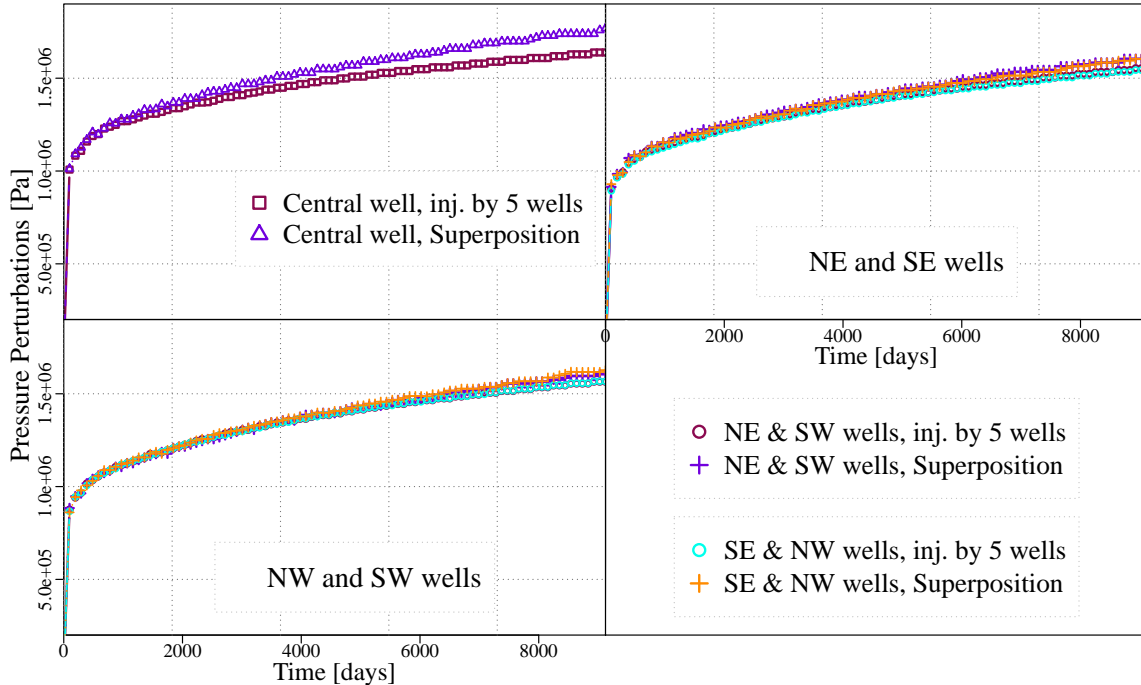 Pressure Perturbations [Pa]
1.5e+06
1.0e+06
5.0e+05
Central well, inj. by 5 wells
Central well, Superposition
NE and SE wells
0 2000 4000 6000 8000
Time [days]
1.5e+06
1.0e+06
5.0e+05
NW and SW wells
0 2000 4000 6000 8000
Time [days]
NE & SW wells, inj. by 5 wells
NE & SW wells, Superposition
SE & NW wells, inj. by 5 wells
SE & NW wells, Superposition